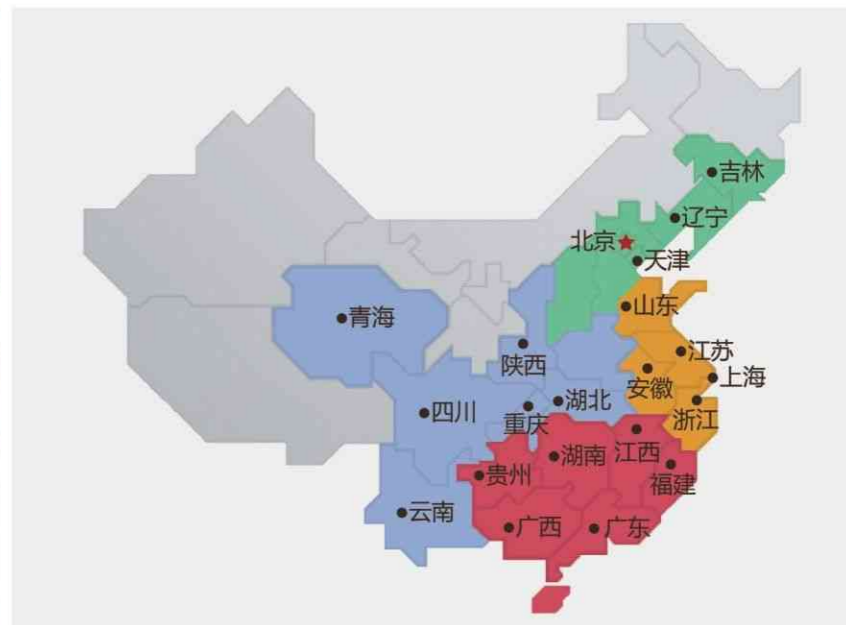 吉林
辽宁
北京
天津
山东
青海
江苏
陕西
安徽
上海
四川
重庆
湖北
浙江
贵州
湖南
江西
福建
云南
广西
广东